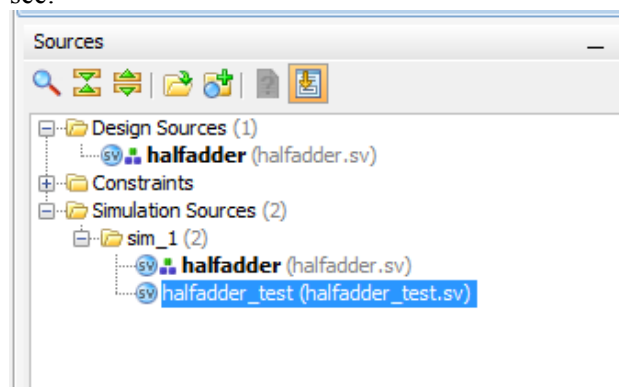 see:
Sources
Design Sources (1)
halfadder (halfadder.sv)
Constraints
Simulation Sources (2)
sim_1 (2)
halfadder (halfadder.sv)
halfadder_test (halfadder_test.sv)